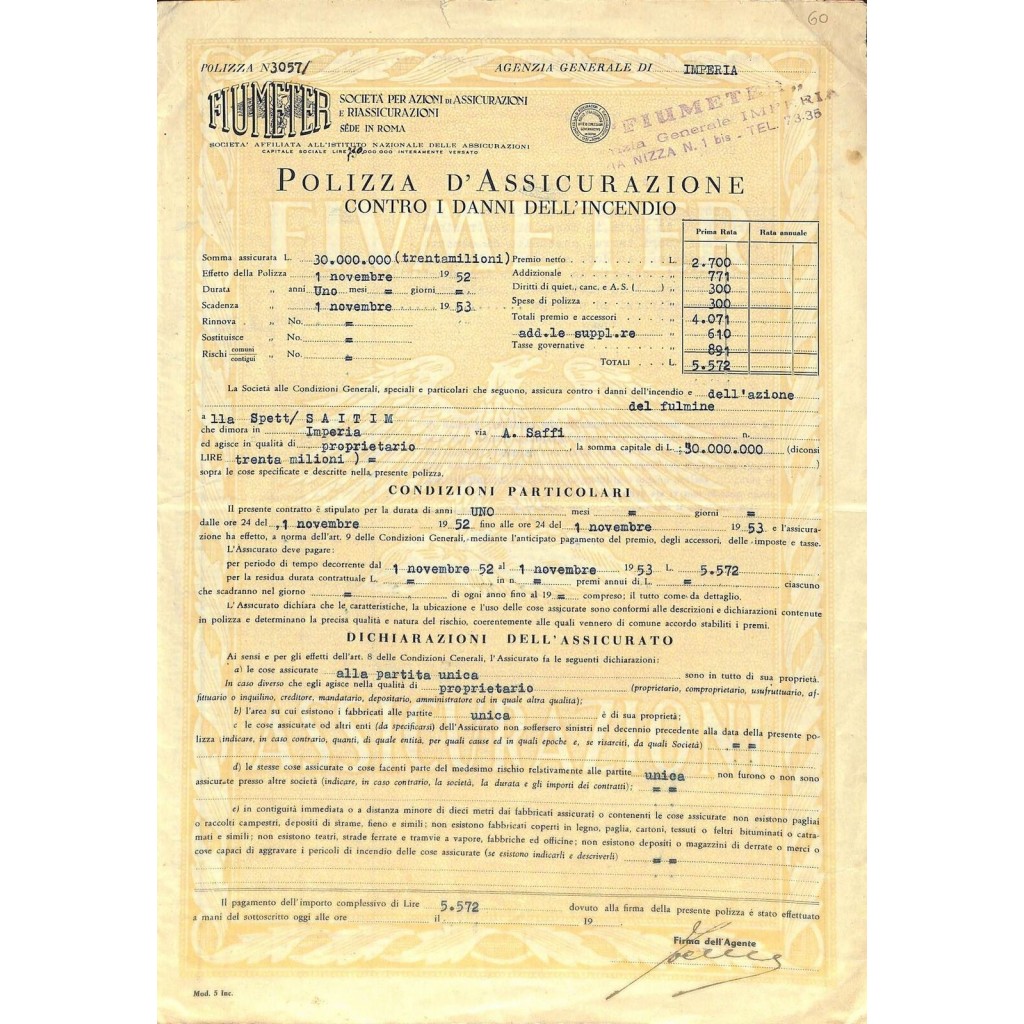 60
POLIZZA N 3057/ AGENZIA GENERALE DI IMPERIA
FIUMETER SOCIETÀ PER AZIONI DI ASSICURAZIONI
E RIASSICURAZIONI
SÊDE IN ROMA
SOCIETA' AFFILIATA ALL'ISTITUTO NAZIONALE DELLE ASSICURAZIONI
CAPITALE SOCIALE LIRE 000 000 INTERAMENTE VERSATO
"FIUMETER"
Generale IMPERIA
NIZZA N. 1 bis - TEL. 23-35
POLIZZA D'ASSICURAZIONE
CONTRO I DANNI DELL'INCENDIO
FIUMETER
Prima Rata Rata annuale
Somma assicurata L. 30.000.000 (trentamilioni) Premio netto L. 2.700
Effetto della Polizza 1 novembre 1952 Addizionale " 771
Durata " anni Uno mesi = giorni = Diritti di quiet., canc. e A. S. ( ) " 300
Scadenza " 1 novembre 1953 Spese di polizza " 300
Rinnova " No. = Totali premio e accessori " 4.071
Sostituisce " No. = add.le suppl.re " 610
Rischi comuni contigui " No. = Tasse governative " 891
TOTALI L. 5.572
La Società alle Condizioni Generali, speciali e particolari che seguono, assicura contro i danni dell'incendio e dell'azione
del fulmine
a lla Spett/ S A I T I M
che dimora in Imperia via A. Saffi n.
ed agisce in qualità di proprietario , la somma capitale di L. 30.000.000 (diconsi
LIRE trenta milioni ) = )
sopra le cose specificate e descritte nella presente polizza.
CONDIZIONI PARTICOLARI
Il presente contratto è stipulato per la durata di anni UNO mesi = giorni =
dalle ore 24 del 1 novembre 1952 fino alle ore 24 del 1 novembre 1953 e l'assicura-
zione ha effetto, a norma dell'art. 9 delle Condizioni Generali, mediante l'anticipato pagamento del premio, degli accessori, delle imposte e tasse.
L'Assicurato deve pagare:
per periodo di tempo decorrente dal 1 novembre 52 al 1 novembre 1953 L. 5.572
per la residua durata contrattuale L. = , in n. = premi annui di L. = ciascuno
che scadranno nel giorno = di ogni anno fino al 19 = compreso; il tutto come da dettaglio.
L'Assicurato dichiara che le caratteristiche, la ubicazione e l'uso delle cose assicurate sono conformi alle descrizioni e dichiarazioni contenute
in polizza e determinano la precisa qualità e natura del rischio, coerentemente alle quali vennero di comune accordo stabiliti i premi.
DICHIARAZIONI DELL'ASSICURATO
Ai sensi e per gli effetti dell'art. 8 delle Condizioni Generali, l'Assicurato fa le seguenti dichiarazioni:
a) le cose assicurate alla partita unica sono in tutto di sua proprietà.
In caso diverso che egli agisce nella qualità di proprietario (proprietario, comproprietario, usufruttuario, af-
fittuario o inquilino, creditore, mandatario, depositario, amministratore od in quale altra qualità);
b) l'area su cui esistono i fabbricati alle partite unica è di sua proprietà;
c le cose assicurate od altri enti (da specificarsi) dell'Assicurato non soffersero sinistri nel decennio precedente alla data della presente po-
lizza (indicare, in caso contrario, quanti, di quale entità, per quali cause ed in quali epoche e, se risarciti, da quali Società) = =
ASSICURAZIONI
d) le stesse cose assicurate o cose facenti parte del medesimo rischio relativamente alle partite unica non furono o non sono
assicurate presso altre società (indicare, in caso contrario, la società, la durata e gli importi dei contratti); = =
e) in contiguità immediata o a distanza minore di dieci metri dai fabbricati assicurati o contenenti le cose assicurate non esistono pagliai
o raccolti campestri, depositi di strame, fieno e simili; non esistono fabbricati coperti in legno, paglia, cartoni, tessuti o feltri bituminati o catra-
mati e simili; non esistono teatri, strade ferrate e tramvie a vapore, fabbriche ed officine; non esistono depositi o magazzini di derrate o merci o
cose capaci di aggravare i pericoli di incendio delle cose assicurate (se esistono indicarli e descriverli) = =
Il pagamento dell'importo complessivo di Lire 5.572 dovuto alla firma della presente polizza è stato effettuato
a mani del sottoscritto oggi alle ore il 19
Firma dell'Agente
Mod. 5 Inc.